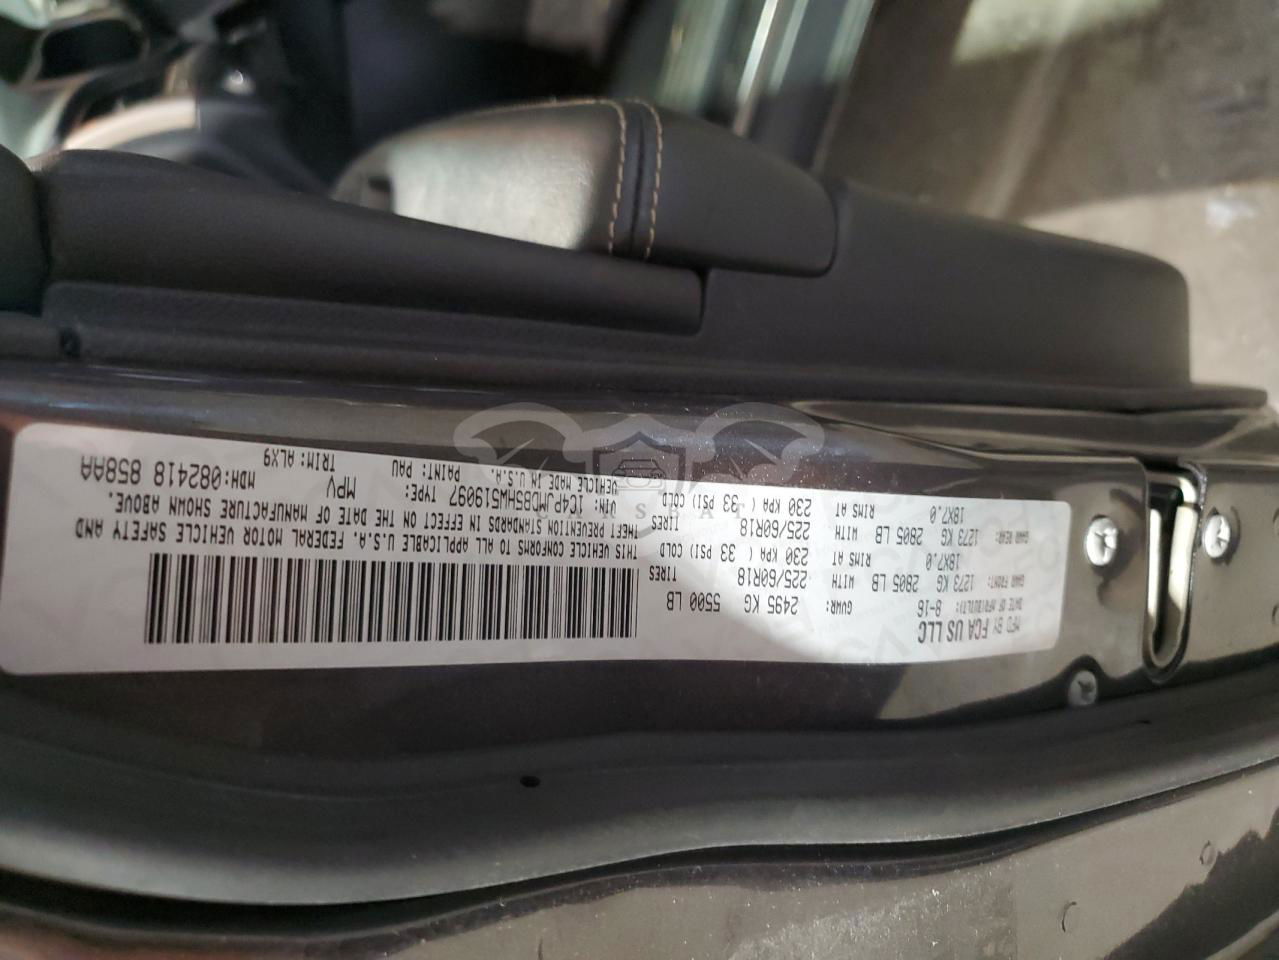 MFD BY FCA US LLC
DATE OF MFR(BUILT): 8-16 GVWR: 2495 KG 5500 LB
GAWR FRONT: 1273 KG 2805 LB WITH 225/60R18 TIRES
18X7.0 RIMS AT 230 KPA ( 33 PSI) COLD
GAWR REAR: 1273 KG 2805 LB WITH 225/60R18 TIRES
18X7.0 RIMS AT 230 KPA ( 33 PSI) COLD
THIS VEHICLE CONFORMS TO ALL APPLICABLE U.S.A. FEDERAL MOTOR VEHICLE SAFETY AND
THEFT PREVENTION STANDARDS IN EFFECT ON THE DATE OF MANUFACTURE SHOWN ABOVE.
VIN: 1C4PJMDB5HW519097 TYPE: MPV MDH:082418 858AA
VEHICLE MADE IN U.S.A. PAINT: PAU TRIM:ALX9